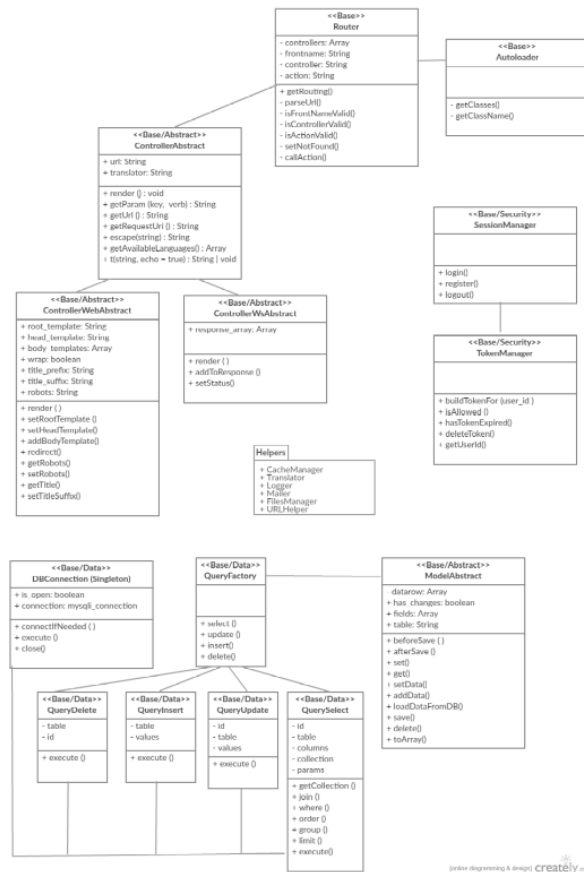 <<Base>>
Router
- controllers: Array
- frontname: String
- controller: String
- action: String
+ getRouting()
- parseUrl()
- isFrontNameValid()
- isControllerValid()
- isActionValid()
- setNotFound()
- callAction()
<<Base>>
Autoloader
- getClasses()
- getClassName()
<<Base/Abstract>>
ControllerAbstract
+ url: String
+ translator: String
+ render () : void
+ getParam (key, verb) : String
+ getUrl () : String
+ getRequestUri () : String
+ escape(string) : String
+ getAvailableLanguages() : Array
+ t(string, echo = true) : String | void
<<Base/Security>>
SessionManager
+ login()
+ register()
+ logout()
<<Base/Abstract>>
ControllerWebAbstract
+ root_template: String
+ head_template: String
+ body_templates: Array
+ wrap: boolean
+ title_prefix: String
+ title_suffix: String
+ robots: String
+ render ( )
+ setRootTemplate ()
+ setHeadTemplate()
+ addBodyTemplate()
+ redirect()
+ getRobots()
+ setRobots()
+ getTitle()
+ setTitleSuffix()
<<Base/Abstract>>
ControllerWsAbstract
+ response_array: Array
+ render ( )
+ addToResponse ()
+ setStatus()
<<Base/Security>>
TokenManager
+ buildTokenFor (user_id )
+ isAllowed ()
+ hasTokenExpired()
+ deleteToken()
+ getUserId()
Helpers
+ CacheManager
+ Translator
+ Logger
+ Mailer
+ FilesManager
+ URLHelper
<<Base/Data>>
DBConnection (Singleton)
+ is_open: boolean
+ connection: mysqli_connection
+ connectIfNeeded ( )
+ execute ()
+ close()
<<Base/Data>>
QueryFactory
+ select ()
+ update ()
+ insert()
+ delete()
<<Base/Abstract>>
ModelAbstract
- datarow: Array
+ has_changes: boolean
+ fields: Array
+ table: String
+ beforeSave ( )
+ afterSave ()
+ set()
+ get()
+ setData()
+ addData()
+ loadDataFromDB()
+ save()
+ delete()
+ toArray()
<<Base/Data>>
QueryDelete
- table
- id
+ execute ()
<<Base/Data>>
QueryInsert
- table
- values
+ execute ()
<<Base/Data>>
QueryUpdate
- id
- table
- values
+ execute ()
<<Base/Data>>
QuerySelect
- id
- table
- columns
- collection
- params
+ getCollection ()
+ join ()
+ where ()
+ order ()
+ group ()
+ limit ()
+ execute()
[online diagramming & design] creately